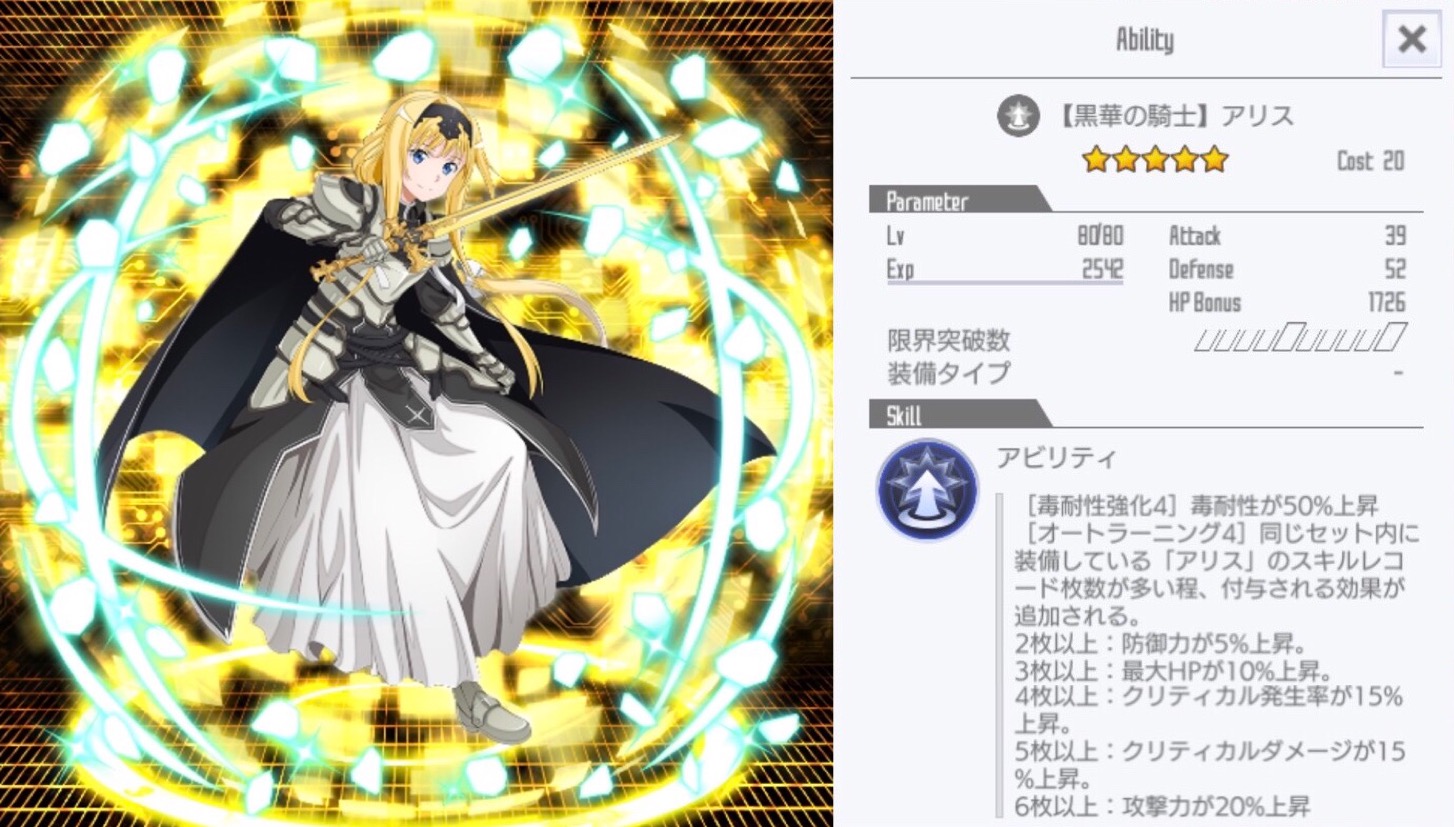 Ability
【黒華の騎士】アリス
Cost 20
Parameter
Lv 80/80 Attack 39
Exp 2542 Defense 52
HP Bonus 1726
限界突破数
装備タイプ -
Skill
アビリティ
［毒耐性強化4］毒耐性が50%上昇
［オートラーニング4］同じセット内に
装備している「アリス」のスキルレコ
ード枚数が多い程、付与される効果が
追加される。
2枚以上：防御力が5%上昇。
3枚以上：最大HPが10%上昇。
4枚以上：クリティカル発生率が15%
上昇。
5枚以上：クリティカルダメージが15
%上昇。
6枚以上：攻撃力が20%上昇